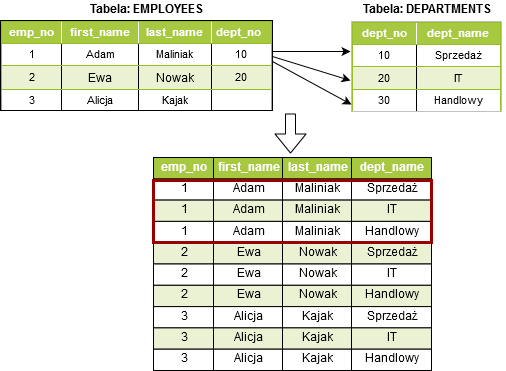 Tabela: EMPLOYEES
emp_no first_name last_name dept_no
1 Adam Maliniak 10
2 Ewa Nowak 20
3 Alicja Kajak
Tabela: DEPARTMENTS
dept_no dept_name
10 Sprzedaż
20 IT
30 Handlowy
emp_no first_name last_name dept_name
1 Adam Maliniak Sprzedaż
1 Adam Maliniak IT
1 Adam Maliniak Handlowy
2 Ewa Nowak Sprzedaż
2 Ewa Nowak IT
2 Ewa Nowak Handlowy
3 Alicja Kajak Sprzedaż
3 Alicja Kajak IT
3 Alicja Kajak Handlowy